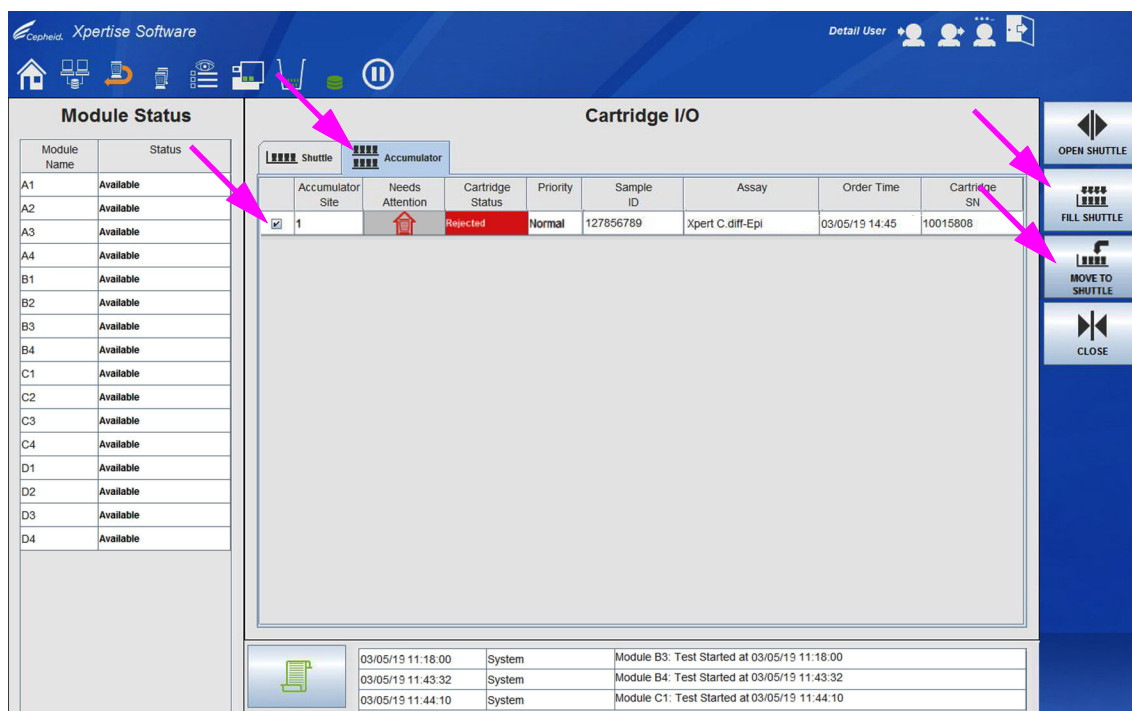 Cepheid. Xpertise Software
Detail User
Module Status
Cartridge I/O
Module Name
Status
A1 Available
A2 Available
A3 Available
A4 Available
B1 Available
B2 Available
B3 Available
B4 Available
C1 Available
C2 Available
C3 Available
C4 Available
D1 Available
D2 Available
D3 Available
D4 Available
Shuttle
Accumulator
Accumulator Site
Needs Attention
Cartridge Status
Priority
Sample ID
Assay
Order Time
Cartridge SN
1 Rejected Normal 127856789 Xpert C.diff-Epi 03/05/19 14:45 10015808
OPEN SHUTTLE
FILL SHUTTLE
MOVE TO
SHUTTLE
CLOSE
03/05/19 11:18:00 System Module B3: Test Started at 03/05/19 11:18:00
03/05/19 11:43:32 System Module B4: Test Started at 03/05/19 11:43:32
03/05/19 11:44:10 System Module C1: Test Started at 03/05/19 11:44:10